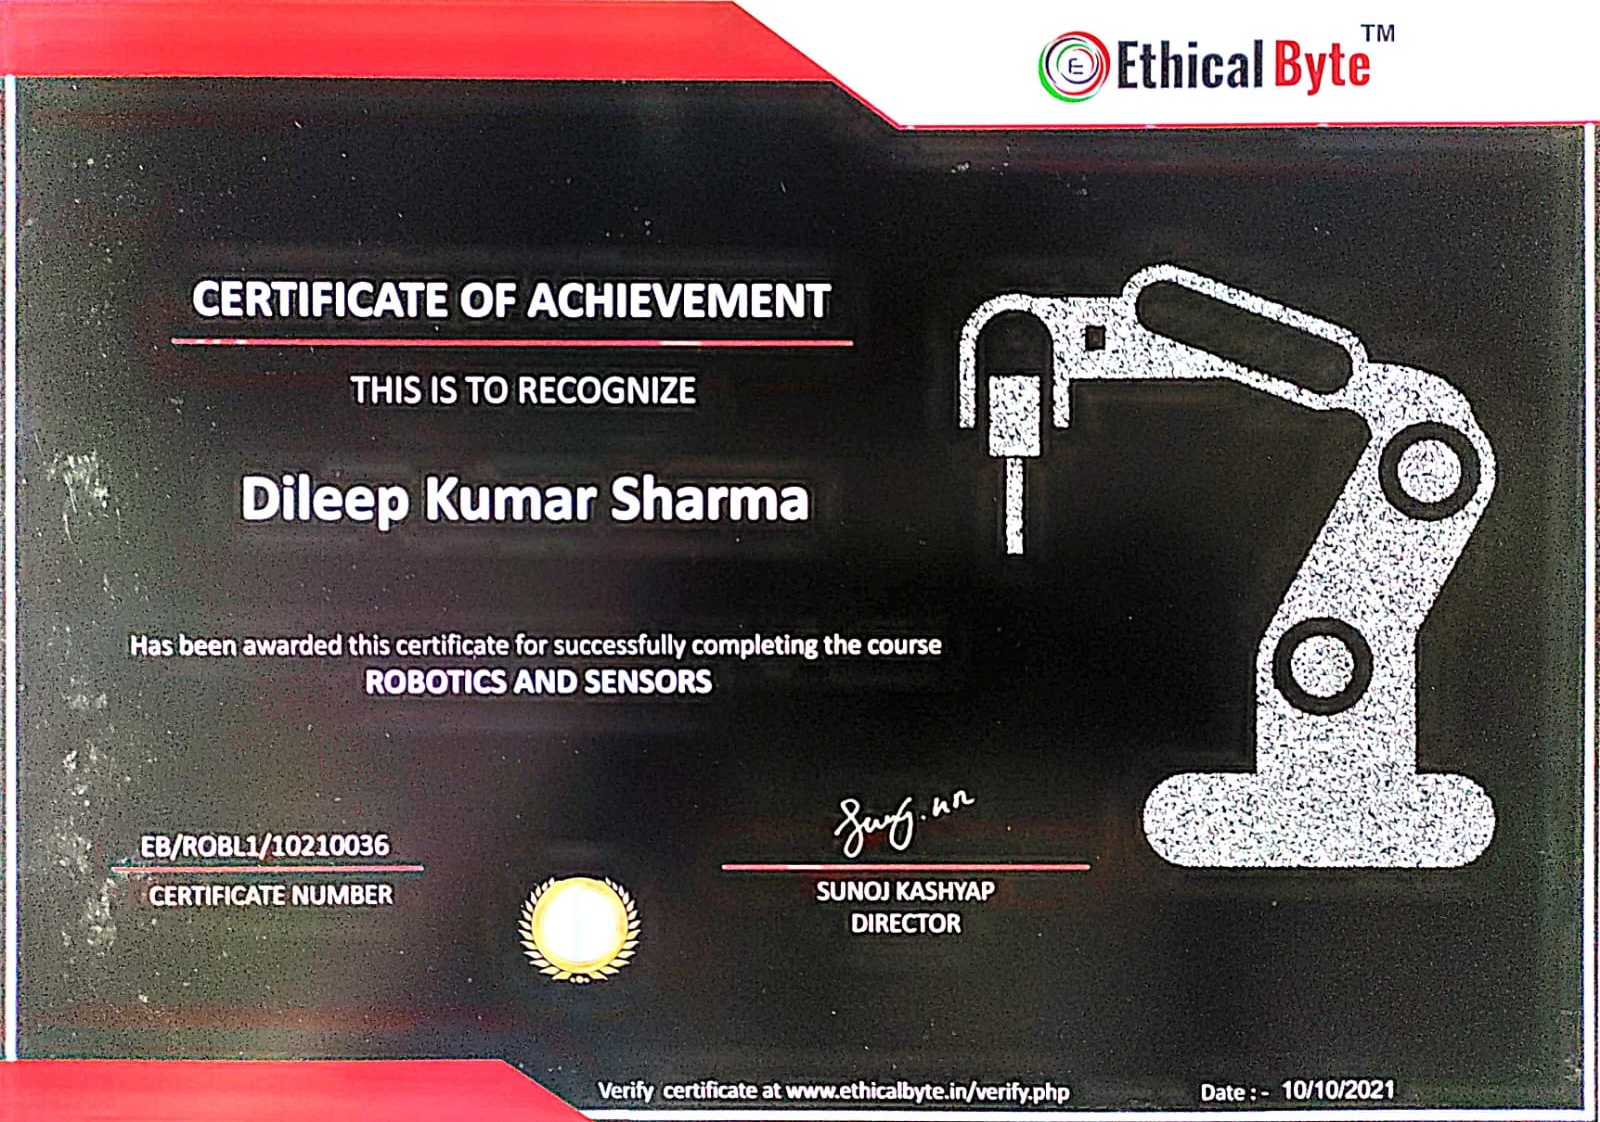 Ethical Byte™
CERTIFICATE OF ACHIEVEMENT
THIS IS TO RECOGNIZE
Dileep Kumar Sharma
Has been awarded this certificate for successfully completing the course
ROBOTICS AND SENSORS
EB/ROBL1/10210036
CERTIFICATE NUMBER
SUNOJ KASHYAP
DIRECTOR
Verify certificate at www.ethicalbyte.in/verify.php
Date : - 10/10/2021